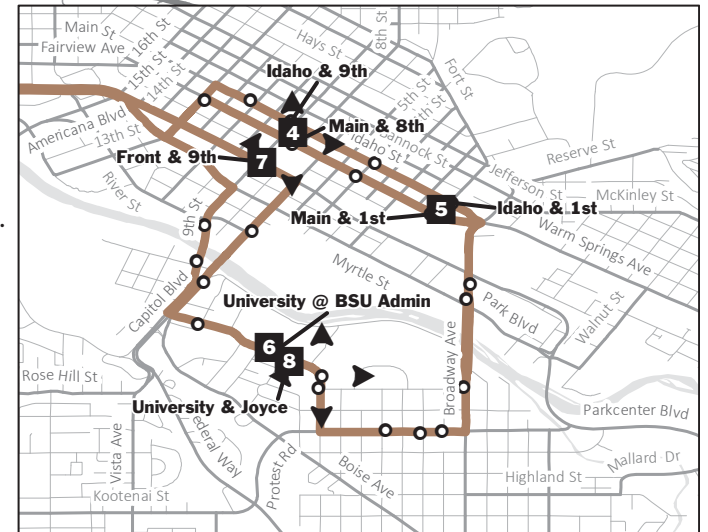 Main St
Fairview Ave
16th St
15th St
14th St
Hays St
8th St
Fort St
Idaho & 9th
5th St
Americana Blvd
13th St
4
Main & 8th
Idaho St
Bannock St
Reserve St
Front & 9th
7
Jefferson St
McKinley St
River St
9th St
Main & 1st
5
Idaho & 1st
Warm Springs Ave
Myrtle St
Capitol Blvd
University @ BSU Admin
Park Blvd
Walnut St
6
8
Broadway Ave
Rose Hill St
University & Joyce
Parkcenter Blvd
Vista Ave
Federal Way
Protest Rd
Boise Ave
Mallard Dr
Highland St
Kootenai St